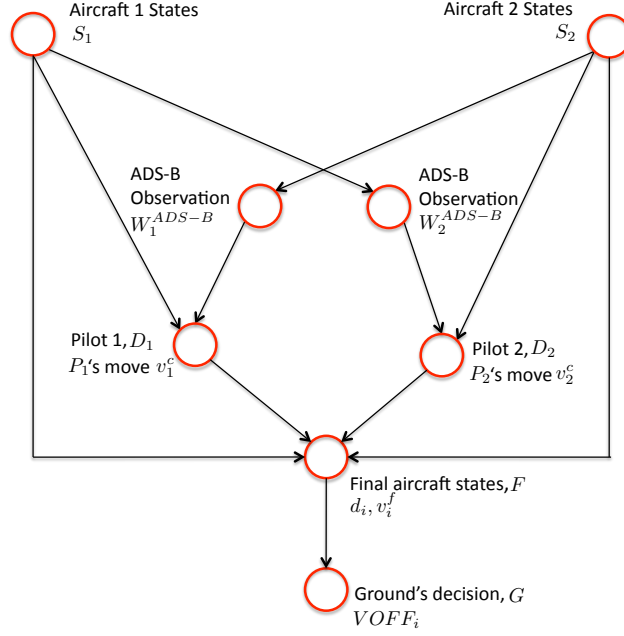 Aircraft 1 States
S_1
Aircraft 2 States
S_2
ADS-B
Observation
W_1^{ADS-B}
ADS-B
Observation
W_2^{ADS-B}
Pilot 1, D_1
P_1‘s move v_1^c
Pilot 2, D_2
P_2‘s move v_2^c
Final aircraft states, F
d_i, v_i^f
Ground’s decision, G
VOFF_i